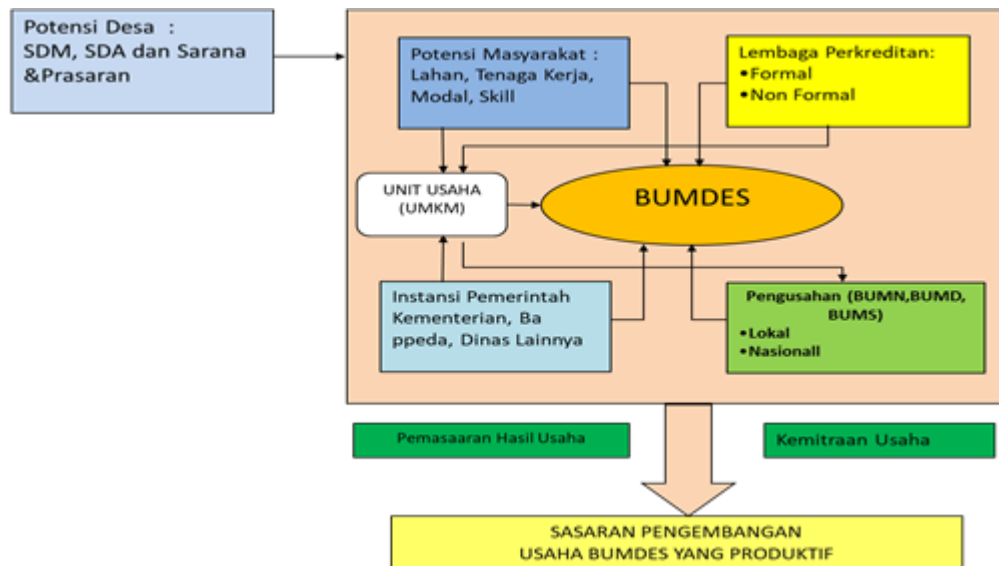 Potensi Desa :
SDM, SDA dan Sarana
&Prasaran
Potensi Masyarakat :
Lahan, Tenaga Kerja,
Modal, Skill
Lembaga Perkreditan:
•Formal
•Non Formal
UNIT USAHA
(UMKM)
BUMDES
Instansi Pemerintah
Kementerian, Ba
ppeda, Dinas Lainnya
Pengusahan (BUMN,BUMD,
BUMS)
•Lokal
•Nasionall
Pemasaaran Hasil Usaha
Kemitraan Usaha
SASARAN PENGEMBANGAN
USAHA BUMDES YANG PRODUKTIF